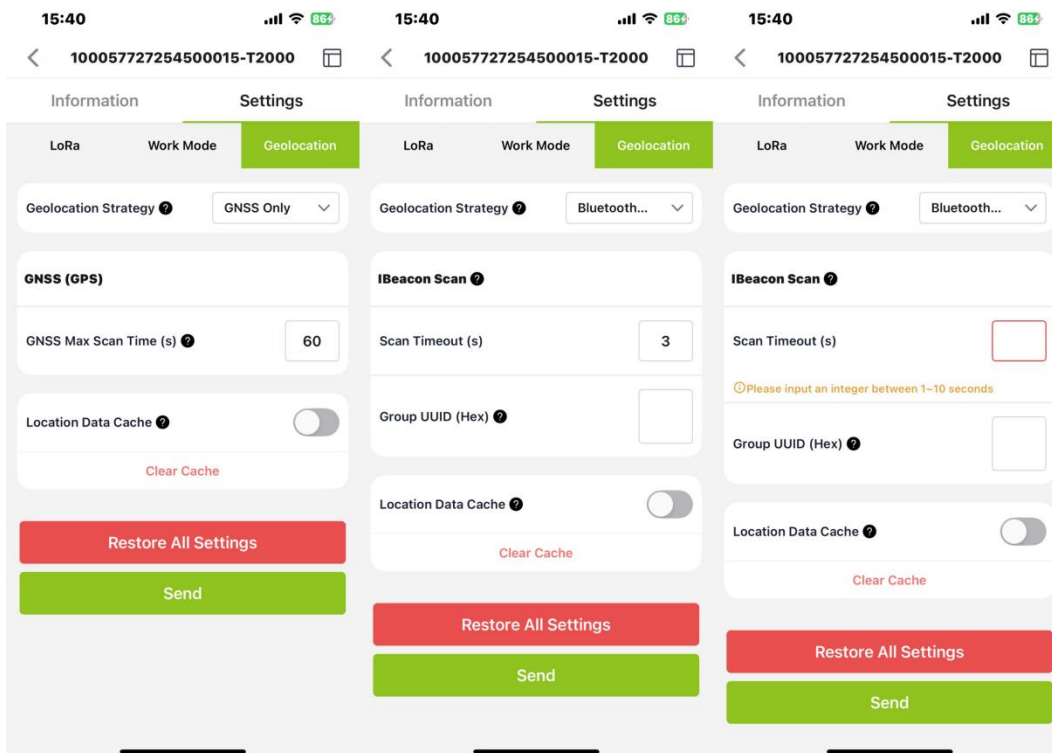 15:40
86
100057727254500015-T2000
Information
Settings
LoRa
Work Mode
Geolocation
Geolocation Strategy
GNSS Only
GNSS (GPS)
GNSS Max Scan Time (s)
60
Location Data Cache
Clear Cache
Restore All Settings
Send
15:40
86
100057727254500015-T2000
Information
Settings
LoRa
Work Mode
Geolocation
Geolocation Strategy
Bluetooth...
IBeacon Scan
Scan Timeout (s)
3
Group UUID (Hex)
Location Data Cache
Clear Cache
Restore All Settings
Send
15:40
86
100057727254500015-T2000
Information
Settings
LoRa
Work Mode
Geolocation
Geolocation Strategy
Bluetooth...
IBeacon Scan
Scan Timeout (s)
Please input an integer between 1~10 seconds
Group UUID (Hex)
Location Data Cache
Clear Cache
Restore All Settings
Send